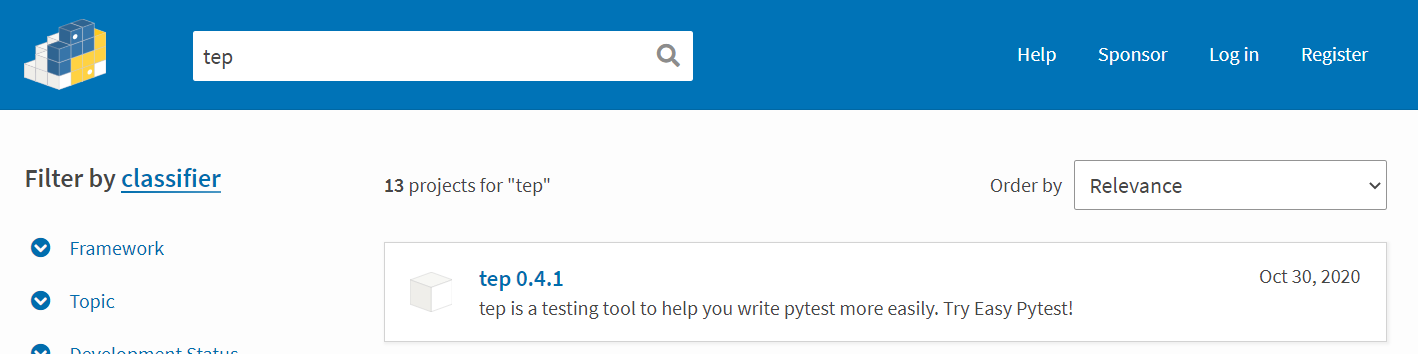 tep
Help
Sponsor
Log in
Register
Filter by classifier
13 projects for "tep"
Order by
Relevance
Framework
Topic
Development Status
tep 0.4.1
Oct 30, 2020
tep is a testing tool to help you write pytest more easily. Try Easy Pytest!